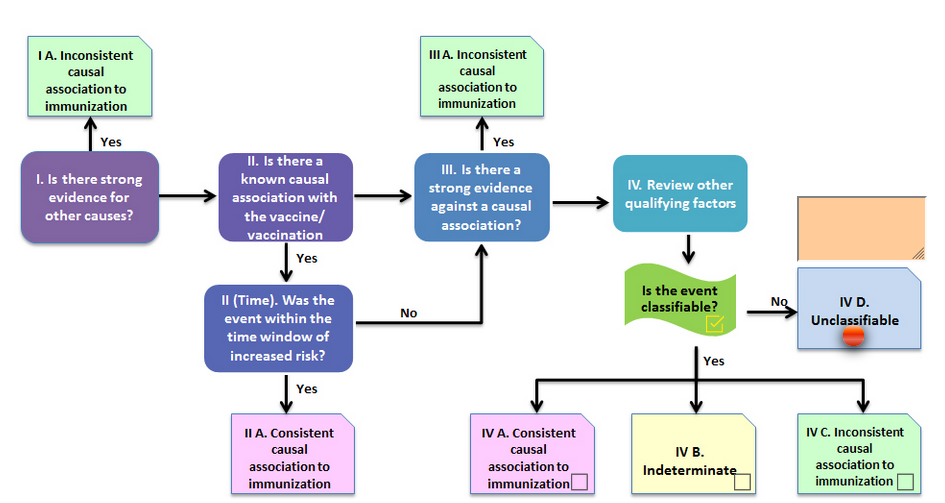 I A. Inconsistent
causal
association to
immunization
III A. Inconsistent
causal
association to
immunization
Yes
Yes
I. Is there strong
evidence for
other causes?
II. Is there a
known causal
association with
the vaccine/
vaccination
III. Is there a
strong evidence
against a causal
association?
IV. Review other
qualifying factors
Yes
II (Time). Was the
event within the
time window of
increased risk?
No
Is the event
classifiable?
No
IV D.
Unclassifiable
Yes
Yes
II A. Consistent
causal
association to
immunization
IV A. Consistent
causal
association to
immunization
IV B.
Indeterminate
IV C. Inconsistent
causal
association to
immunization